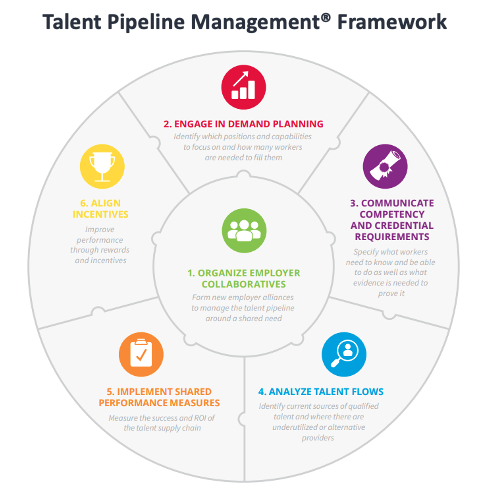 Talent Pipeline Management® Framework
2. ENGAGE IN DEMAND PLANNING
Identify which positions and capabilities
to focus on and how many workers
are needed to fill them
3. COMMUNICATE
COMPETENCY
AND CREDENTIAL
REQUIREMENTS
Specify what workers
need to know and be able
to do as well as what
evidence is needed to
prove it
6. ALIGN
INCENTIVES
Improve
performance
through rewards
and incentives
1. ORGANIZE EMPLOYER
COLLABORATIVES
Form new employer alliances
to manage the talent pipeline
around a shared need
5. IMPLEMENT SHARED
PERFORMANCE MEASURES
Measure the success and ROI of
the talent supply chain
4. ANALYZE TALENT FLOWS
Identify current sources of qualified
talent and where there are
underutilized or alternative
providers